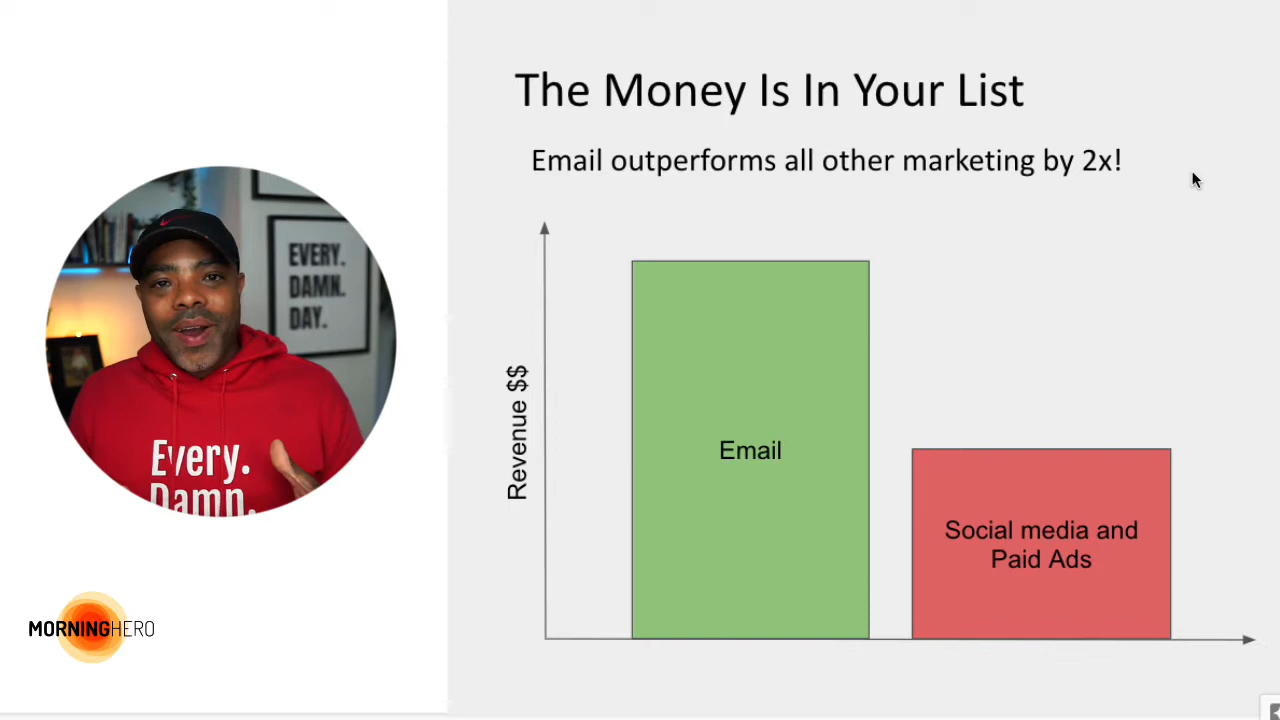 The Money Is In Your List
Email outperforms all other marketing by 2x!
EVERY.
DAMN.
DAY.
Every.
Damn.
MORNINGHERO
Revenue $$
Email
Social media and
Paid Ads